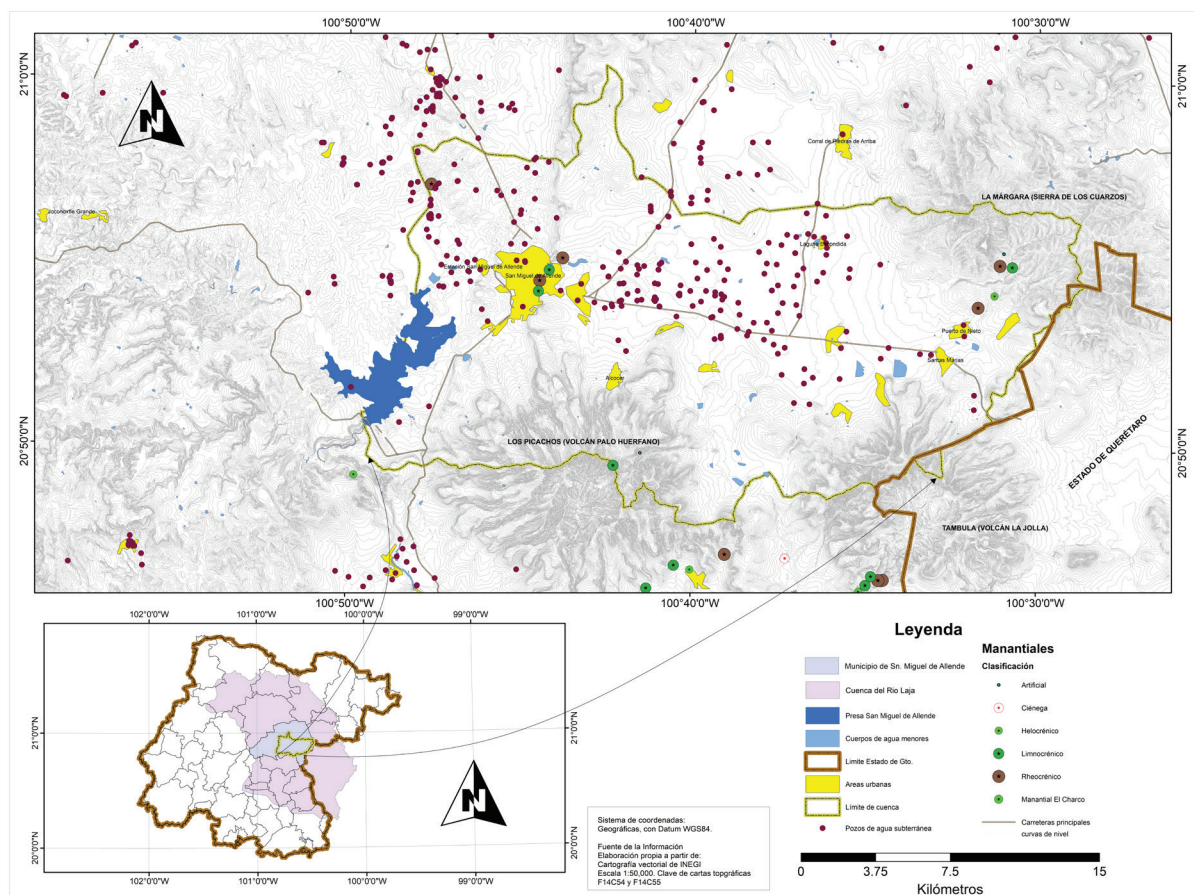 100°50'0"W
100°40'0"W
100°30'0"W
21°0'0"N
21°0'0"N
N
Corral de Piedras de Arriba
LA MÁRGARA (SIERRA DE LOS CUARZOS)
Joconoxtle Grande
Laguna Escondida
Estación San Miguel de Allende
San Miguel de Allende
Puerto de Nieto
Santas Marias
Alcocer
20°50'0"N
LOS PICACHOS (VOLCÁN PALO HUERFANO)
20°50'0"N
ESTADO DE QUERÉTARO
TAMBULA (VOLCÁN LA JOLLA)
100°50'0"W
100°40'0"W
100°30'0"W
102°0'0"W
101°0'0"W
100°0'0"W
99°0'0"W
21°0'0"N
21°0'0"N
20°0'0"N
20°0'0"N
N
102°0'0"W
101°0'0"W
100°0'0"W
99°0'0"W
Sistema de coordenadas:
Geográficas, con Datum WGS84.
Fuente de la Información
Elaboración propia a partir de:
Cartografía vectorial de INEGI
Escala 1:50,000. Clave de cartas topográficas
F14C54 y F14C55
Leyenda
Municipio de Sn. Miguel de Allende
Cuenca del Rio Laja
Presa San Miguel de Allende
Cuerpos de agua menores
Limite Estado de Gto.
Areas urbanas
Límite de cuenca
Pozos de agua subterránea
Manantiales
Clasificación
Artificial
Ciénega
Helocrénico
Limnocrénico
Rheocrénico
Manantial El Charco
Carreteras principales
curvas de nivel
0
3.75
7.5
15
Kilómetros